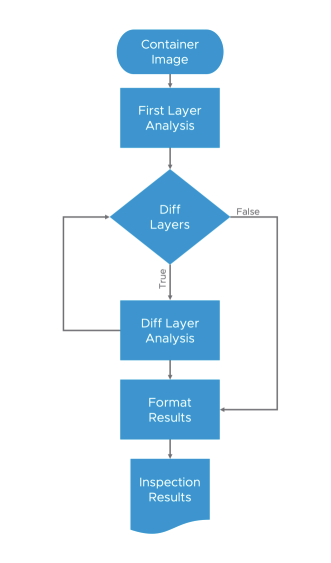 Container
Image
First Layer
Analysis
Diff
Layers
False
True
Diff Layer
Analysis
Format
Results
Inspection
Results